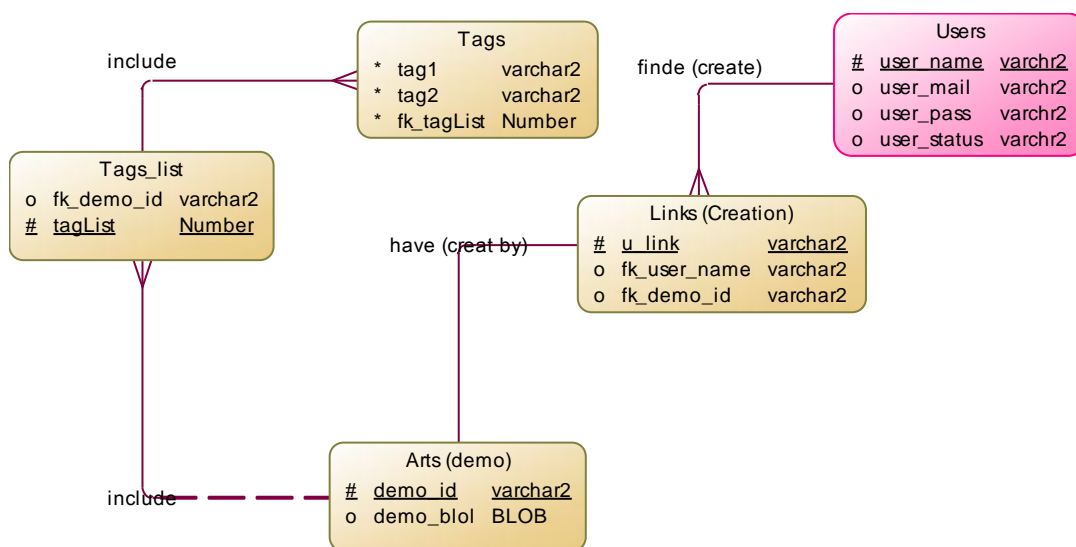 include
Tags
* tag1 varchar2
* tag2 varchar2
* fk_tagList Number
Users
# user_name varchr2
o user_mail varchr2
o user_pass varchr2
o user_status varchr2
finde (create)
Tags_list
o fk_demo_id varchar2
# tagList Number
Links (Creation)
# u_link varchar2
o fk_user_name varchar2
o fk_demo_id varchar2
have (creat by)
Arts (demo)
# demo_id varchar2
o demo_blol BLOB
include